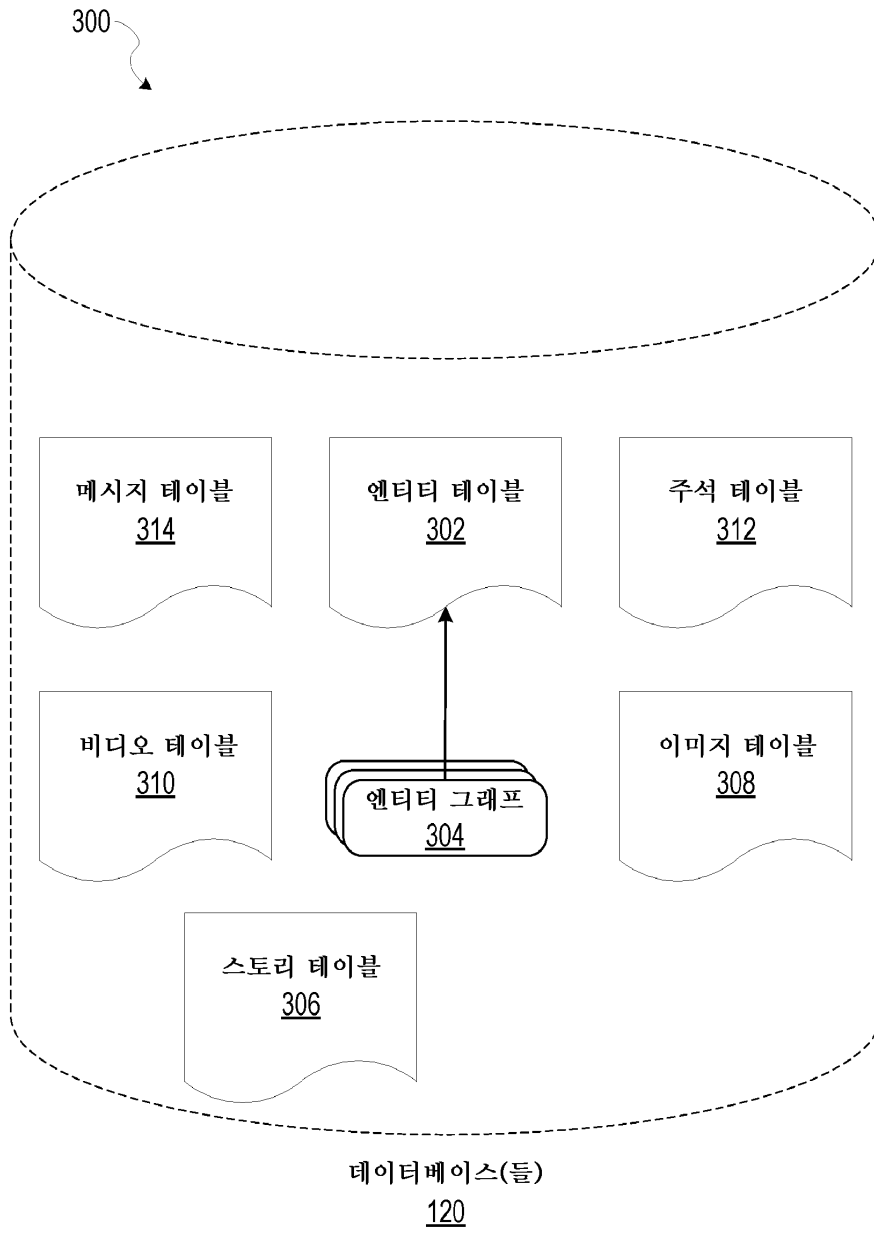 300
메시지 테이블
314
엔티티 테이블
302
주석 테이블
312
비디오 테이블
310
엔티티 그래프
304
이미지 테이블
308
스토리 테이블
306
데이터베이스(들)
120